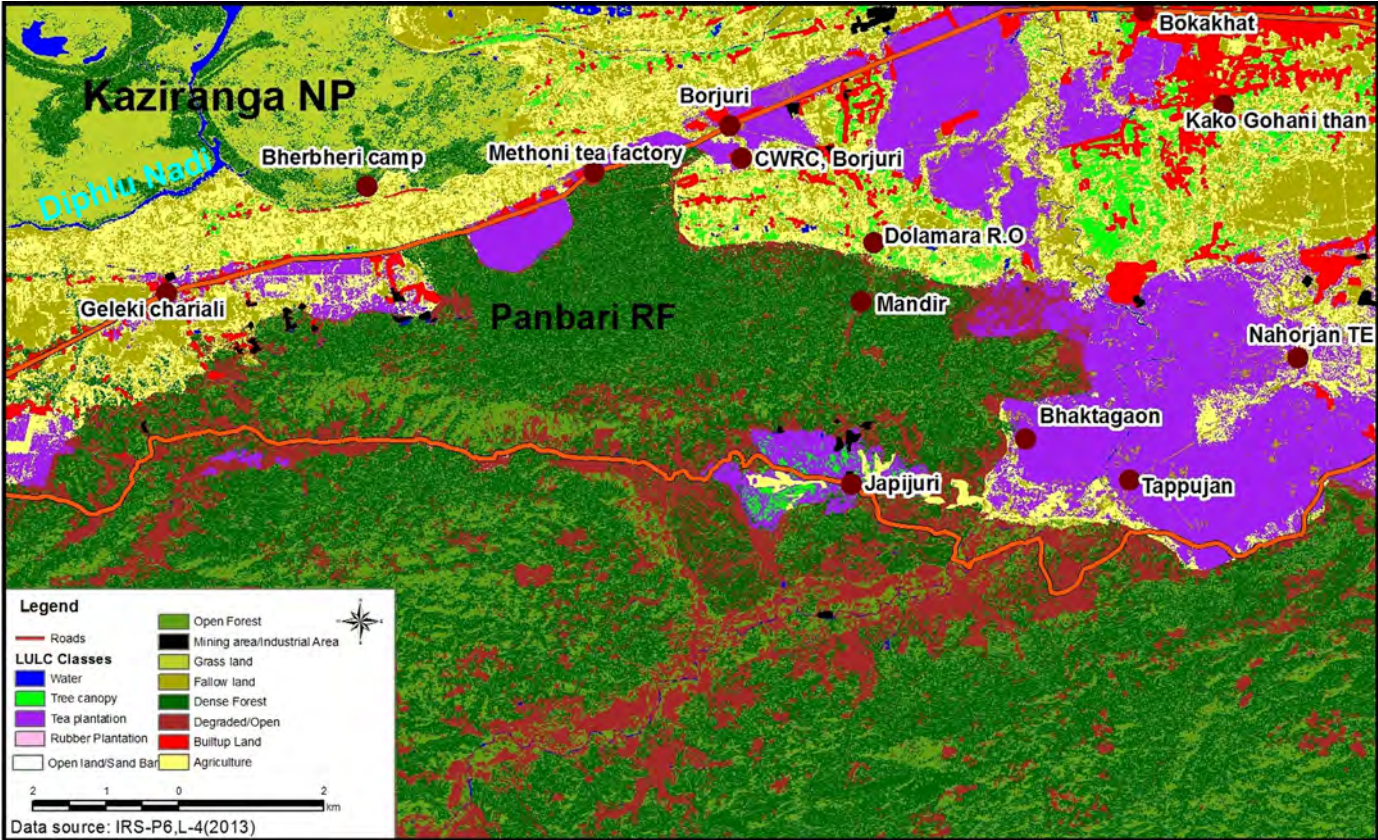 Bokakhat
Kaziranga NP
Borjuri
Kako Gohani than
Bherbheri camp
Methoni tea factory
CWRC, Borjuri
Diphlu Nadi
Dolamara R.O
Geleki chariali
Mandir
Panbari RF
Nahorjan TE
Bhaktagaon
Japijuri
Tappujan
Legend
Roads
LULC Classes
Water
Tree canopy
Tea plantation
Rubber Plantation
Open land/Sand Bar
Open Forest
Mining area/Industrial Area
Grass land
Fallow land
Dense Forest
Degraded/Open
Builtup Land
Agriculture
2 1 0 2
km
Data source: IRS-P6,L-4(2013)